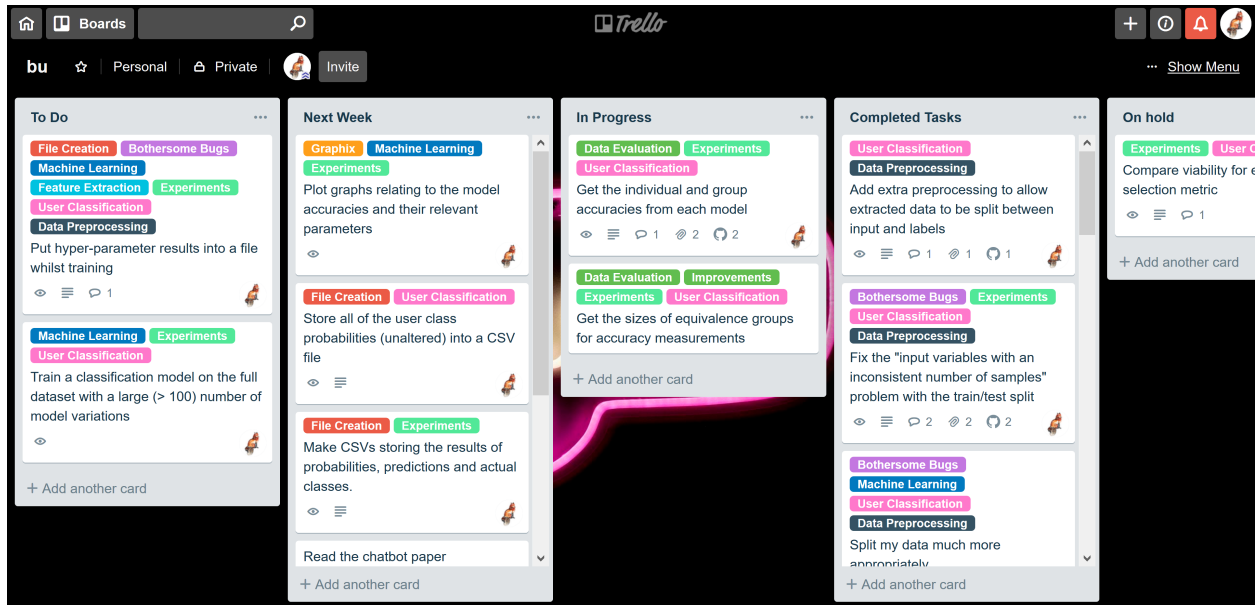 Boards
Trello
bu
Personal
Private
Invite
... Show Menu
To Do
File Creation Bothersome Bugs
Machine Learning
Feature Extraction Experiments
User Classification
Data Preprocessing
Put hyper-parameter results into a file
whilst training
1
Machine Learning Experiments
User Classification
Train a classification model on the full
dataset with a large (> 100) number of
model variations
+ Add another card
Next Week
Graphix Machine Learning
Experiments
Plot graphs relating to the model
accuracies and their relevant
parameters
File Creation User Classification
Store all of the user class
probabilities (unaltered) into a CSV
file
File Creation Experiments
Make CSVs storing the results of
probabilities, predictions and actual
classes.
Read the chatbot paper
+ Add another card
In Progress
Data Evaluation Experiments
User Classification
Get the individual and group
accuracies from each model
1 2 2
Data Evaluation Improvements
Experiments User Classification
Get the sizes of equivalence groups
for accuracy measurements
+ Add another card
Completed Tasks
User Classification
Data Preprocessing
Add extra preprocessing to allow
extracted data to be split between
input and labels
1 1 1
Bothersome Bugs Experiments
User Classification
Data Preprocessing
Fix the "input variables with an
inconsistent number of samples"
problem with the train/test split
2 2 2
Bothersome Bugs
Machine Learning
User Classification
Data Preprocessing
Split my data much more
appropriately
+ Add another card
On hold
Experiments User
Compare viability for
selection metric
1
+ Add another card